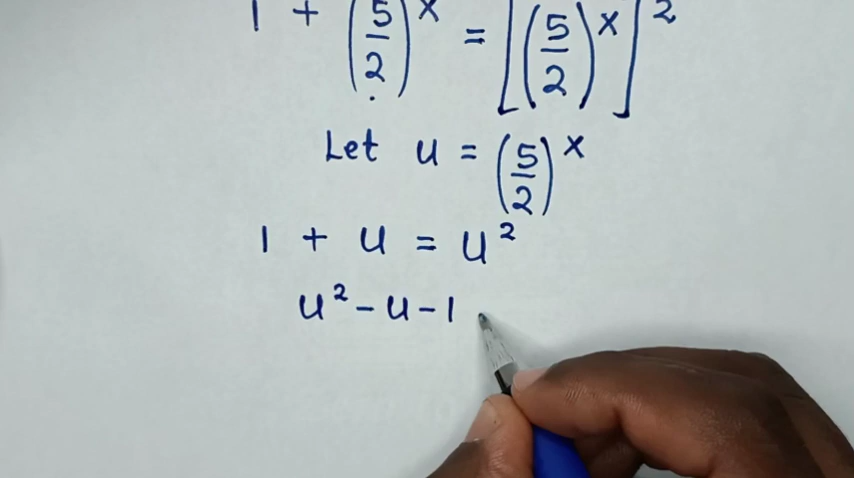 1 + (5/2)^x = [(5/2)^x]^2
Let u = (5/2)^x
1 + u = u^2
u^2 - u - 1